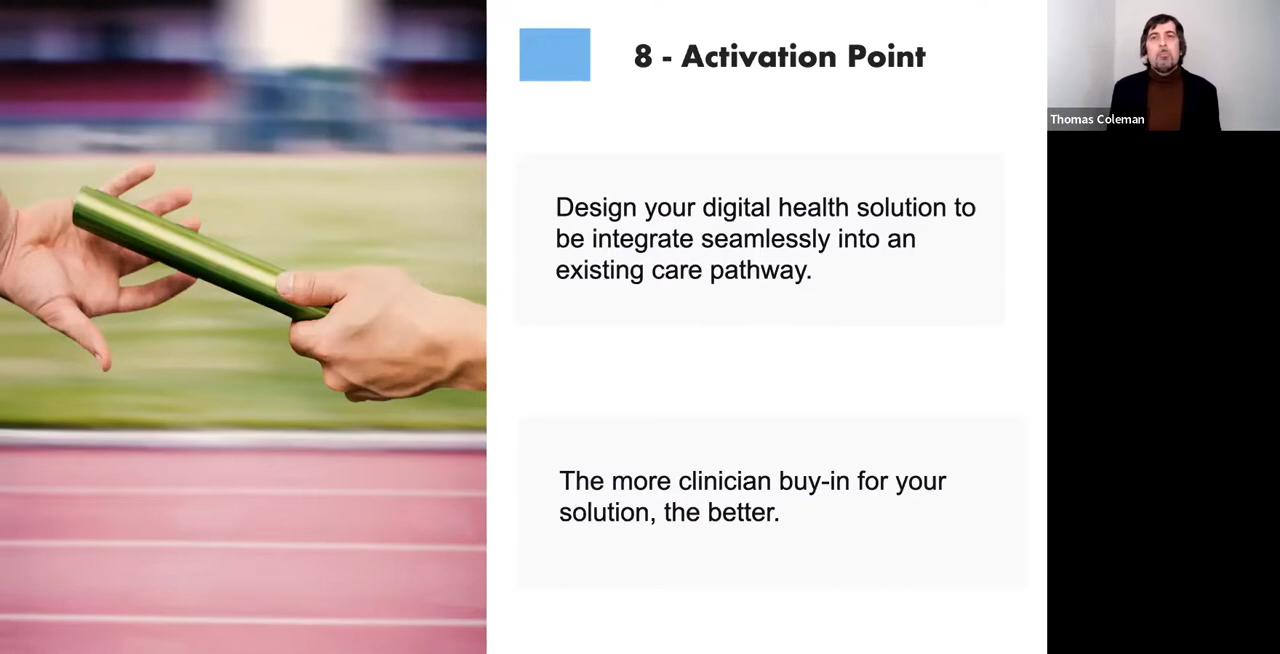 8 - Activation Point
Thomas Coleman
Design your digital health solution to
be integrate seamlessly into an
existing care pathway.
The more clinician buy-in for your
solution, the better.